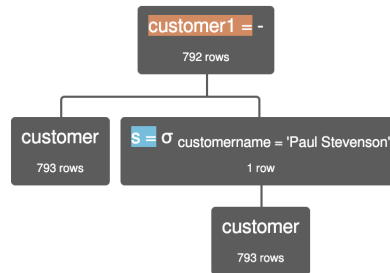 customer1 = -
792 rows
customer
793 rows
s = σ customername = 'Paul Stevenson'
1 row
customer
793 rows